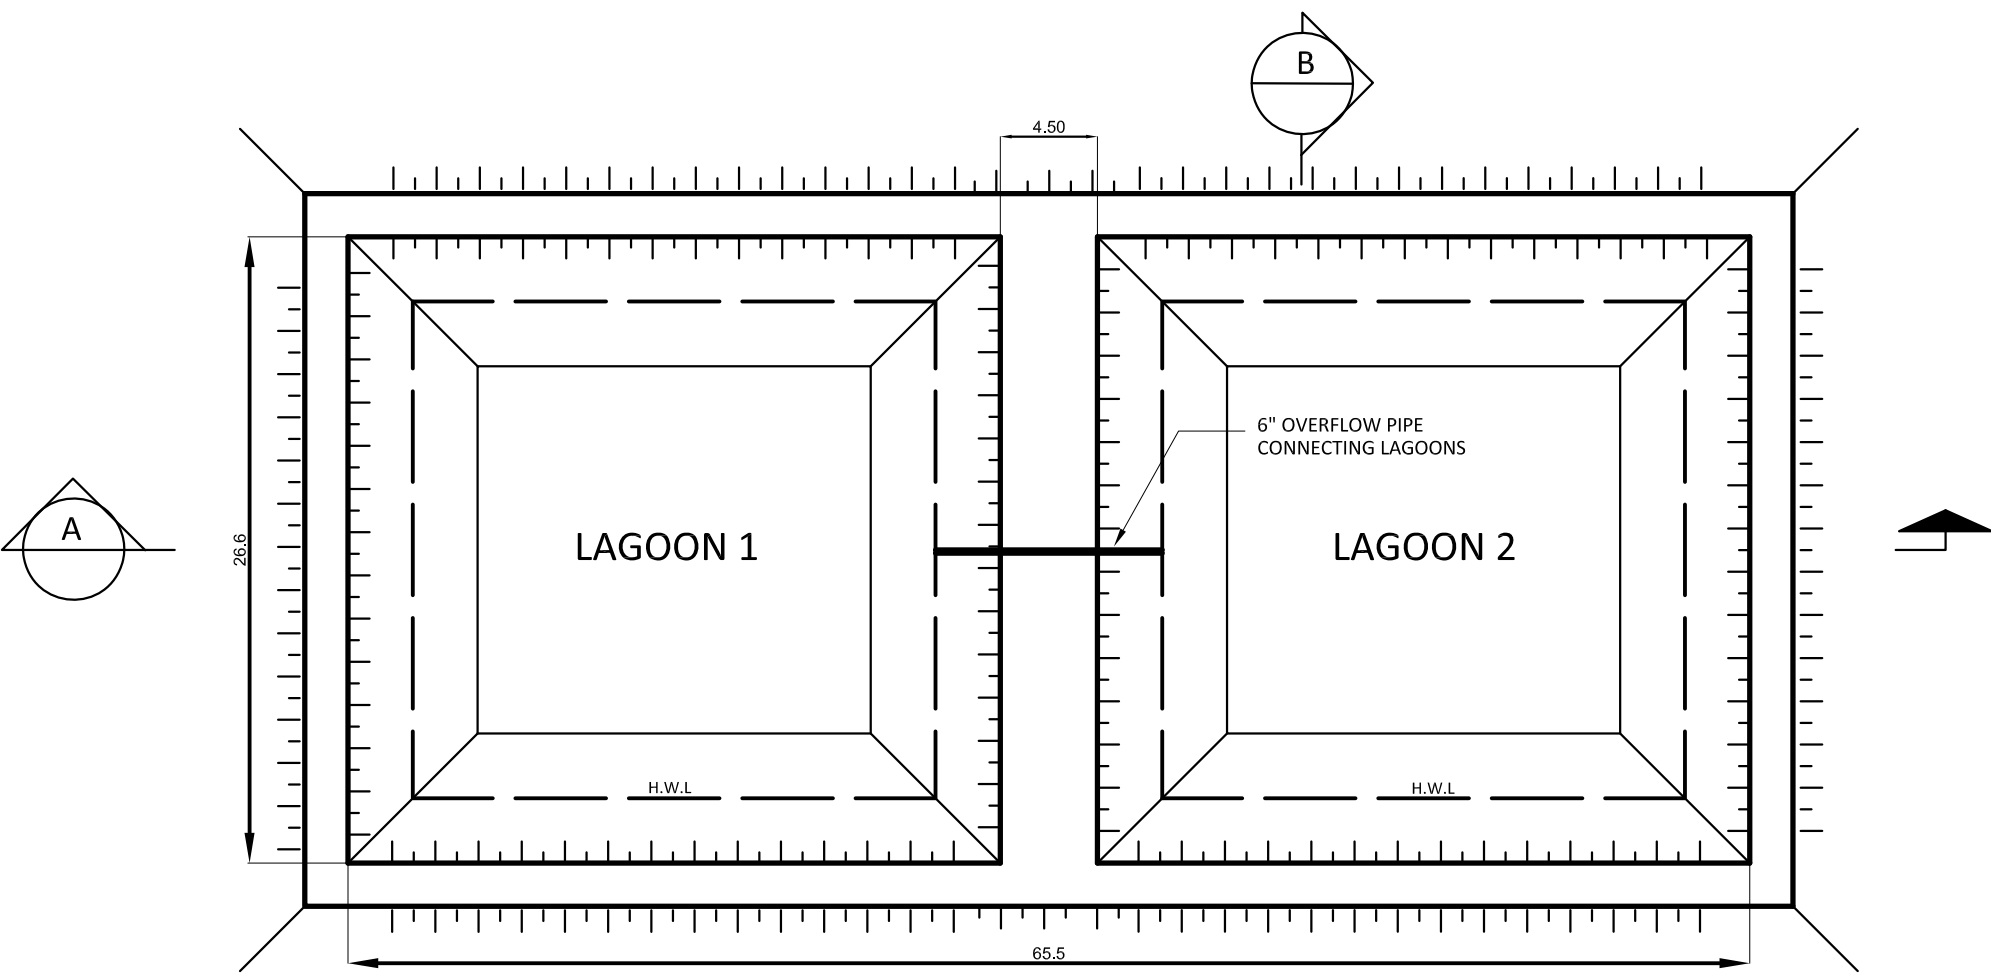 B
4.50
6" OVERFLOW PIPE
CONNECTING LAGOONS
A
26.6
LAGOON 1
LAGOON 2
H.W.L
H.W.L
65.5